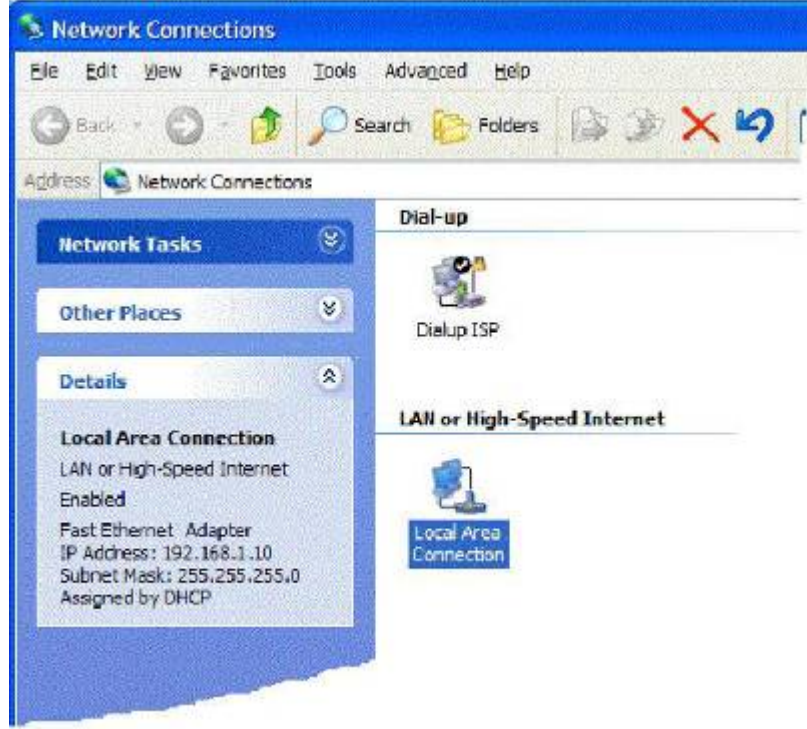 Network Connections
File Edit View Favorites Tools Advanced Help
Back Search Folders
Address Network Connections
Network Tasks
Other Places
Details
Local Area Connection
LAN or High-Speed Internet
Enabled
Fast Ethernet Adapter
IP Address: 192.168.1.10
Subnet Mask: 255.255.255.0
Assigned by DHCP
Dial-up
Dialup ISP
LAN or High-Speed Internet
Local Area
Connection